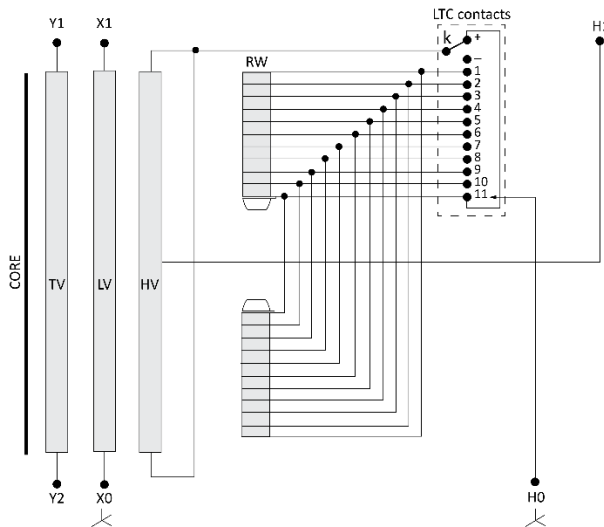 Y1
X1
LTC contacts
k
+
–
H1
RW
1
2
3
4
5
6
7
8
9
10
11
CORE
TV
LV
HV
Y2
X0
H0